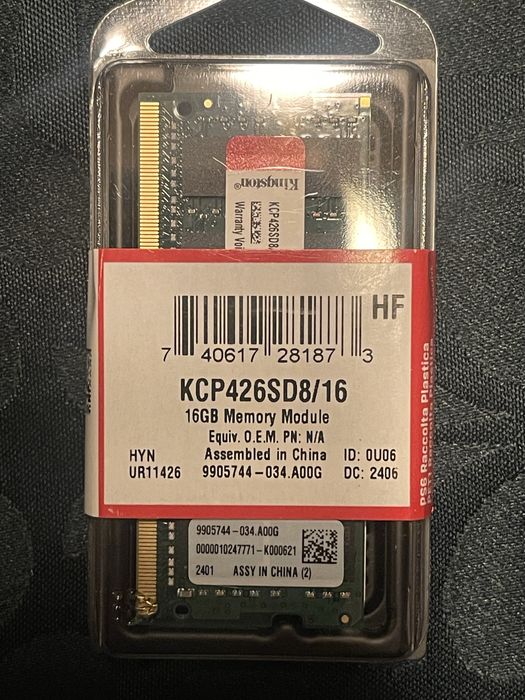 Kingston®
KCP426SD8/
Warranty Voi
HF
7 40617 28187 3
KCP426SD8/16
16GB Memory Module
Equiv. O.E.M. PN: N/A
HYN Assembled in China ID: 0U06
UR11426 9905744-034.A00G DC: 2406
PS6 Raccolta Plastica
9905744-034.A00G
0000010247771-K000621
2401 ASSY IN CHINA (2)